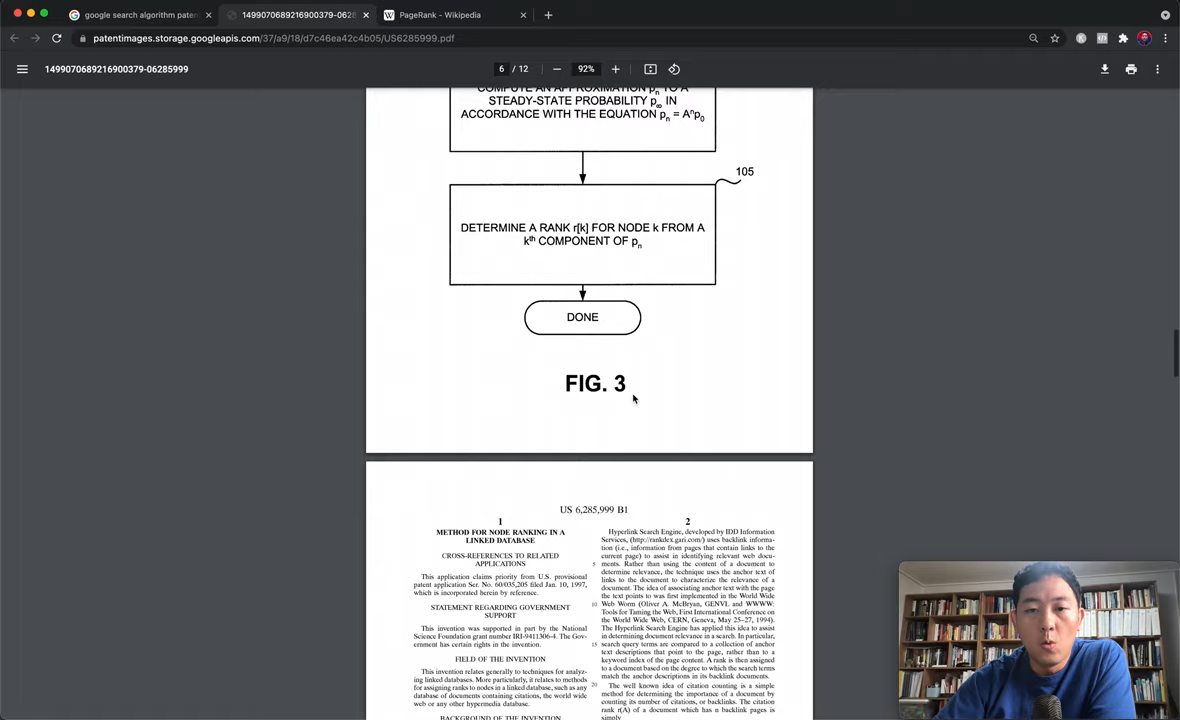 google search algorithm paten
1499070689216900379-0628
PageRank - Wikipedia
patentimages.storage.googleapis.com/37/a9/18/d7c46ea42c4b05/US6285999.pdf
1499070689216900379-06285999
6 / 12
92%
COMPUTE AN APPROXIMATION pn TO A
STEADY-STATE PROBABILITY p∞ IN
ACCORDANCE WITH THE EQUATION pn = Aⁿp0
105
DETERMINE A RANK r[k] FOR NODE k FROM A
kth COMPONENT OF pn
DONE
FIG. 3
US 6,285,999 B1
1
METHOD FOR NODE RANKING IN A
LINKED DATABASE
CROSS-REFERENCES TO RELATED
APPLICATIONS
This application claims priority from U.S. provisional
patent application Ser. No. 60/035,205 filed Jan. 10, 1997,
which is incorporated herein by reference.
STATEMENT REGARDING GOVERNMENT
SUPPORT
This invention was supported in part by the National
Science Foundation grant number IRI-9411306-4. The Gov-
ernment has certain rights in the invention.
FIELD OF THE INVENTION
This invention relates generally to techniques for analyz-
ing linked databases. More particularly, it relates to methods
for assigning ranks to nodes in a linked database, such as any
database of documents containing citations, the world wide
web or any other hypermedia database.
BACKGROUND OF THE INVENTION
5
10
15
20
2
Hyperlink Search Engine, developed by IDD Information
Services, (http://rankdex.gari.com/) uses backlink informa-
tion (i.e., information from pages that contain links to the
current page) to assist in identifying relevant web docu-
ments. Rather than using the content of a document to
determine relevance, the technique uses the anchor text of
links to the document to characterize the relevance of a
document. The idea of associating anchor text with the page
the text points to was first implemented in the World Wide
Web Worm (Oliver A. McBryan, GENVL and WWWW:
Tools for Taming the Web, First International Conference on
the World Wide Web, CERN, Geneva, May 25-27, 1994).
The Hyperlink Search Engine has applied this idea to assist
in determining document relevance in a search. In particular,
search query terms are compared to a collection of anchor
text descriptions that point to the page, rather than to a
keyword index of the page content. A rank is then assigned
to a document based on the degree to which the search terms
match the anchor descriptions in its backlink documents.
The well known idea of citation counting is a simple
method for determining the importance of a document by
counting its number of citations, or backlinks. The citation
rank r(A) of a document which has n backlink pages is
simply